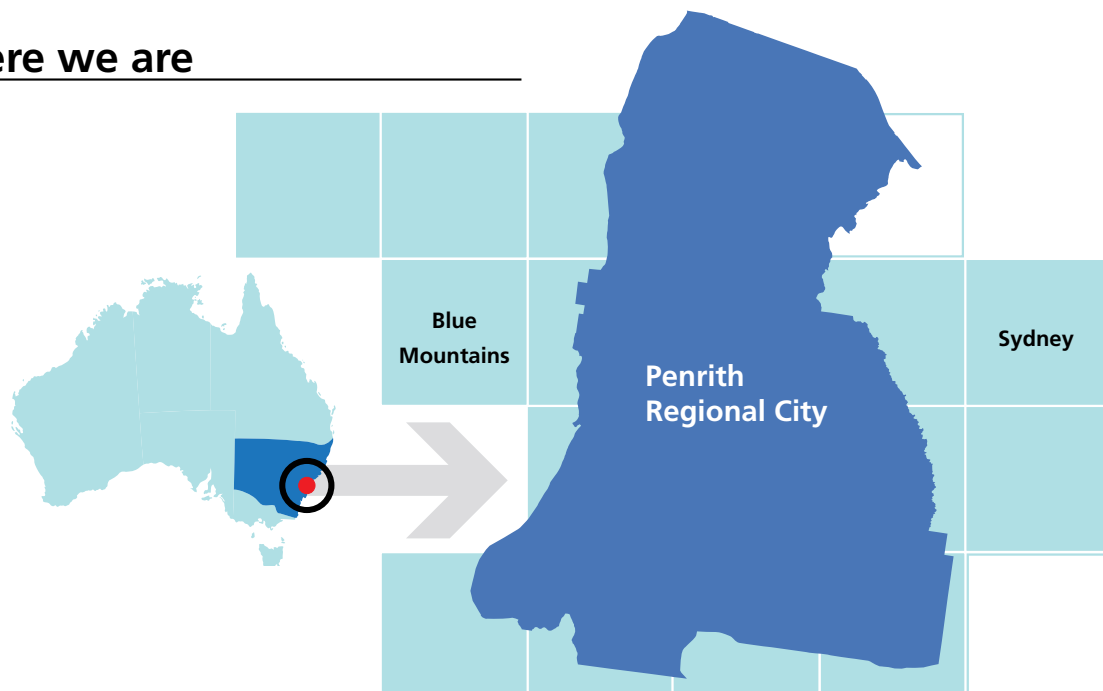 ere we are
Blue
Mountains
Sydney
Penrith
Regional City